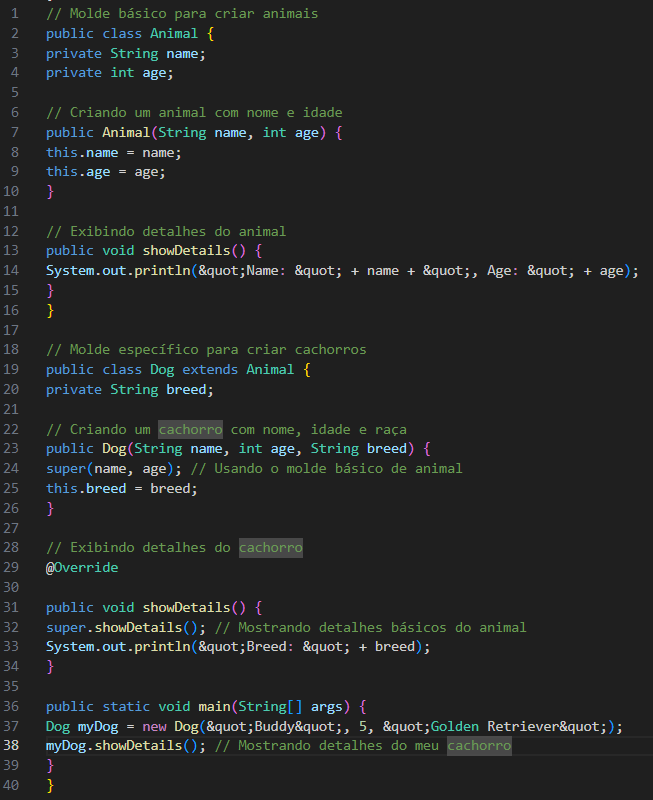 1 // Molde básico para criar animais
2 public class Animal {
3 private String name;
4 private int age;
5
6 // Criando um animal com nome e idade
7 public Animal(String name, int age) {
8 this.name = name;
9 this.age = age;
10 }
11
12 // Exibindo detalhes do animal
13 public void showDetails() {
14 System.out.println(&quot;Name: &quot; + name + &quot;, Age: &quot; + age);
15 }
16 }
17
18 // Molde específico para criar cachorros
19 public class Dog extends Animal {
20 private String breed;
21
22 // Criando um cachorro com nome, idade e raça
23 public Dog(String name, int age, String breed) {
24 super(name, age); // Usando o molde básico de animal
25 this.breed = breed;
26 }
27
28 // Exibindo detalhes do cachorro
29 @Override
30
31 public void showDetails() {
32 super.showDetails(); // Mostrando detalhes básicos do animal
33 System.out.println(&quot;Breed: &quot; + breed);
34 }
35
36 public static void main(String[] args) {
37 Dog myDog = new Dog(&quot;Buddy&quot;, 5, &quot;Golden Retriever&quot;);
38 myDog.showDetails(); // Mostrando detalhes do meu cachorro
39 }
40 }